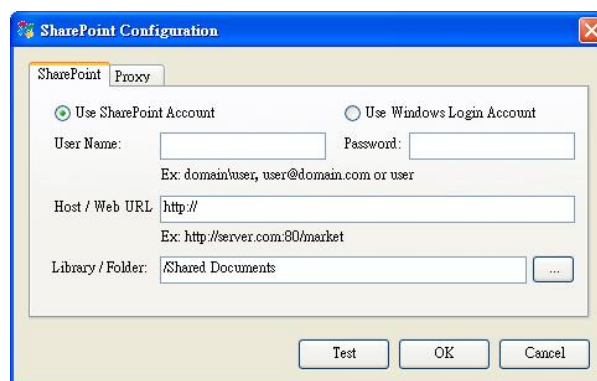 SharePoint Configuration
SharePoint Proxy
Use SharePoint Account Use Windows Login Account
User Name: Password:
Ex: domain\user, user@domain.com or user
Host / Web URL http://
Ex: http://server.com:80/market
Library / Folder: /Shared Documents ...
Test OK Cancel